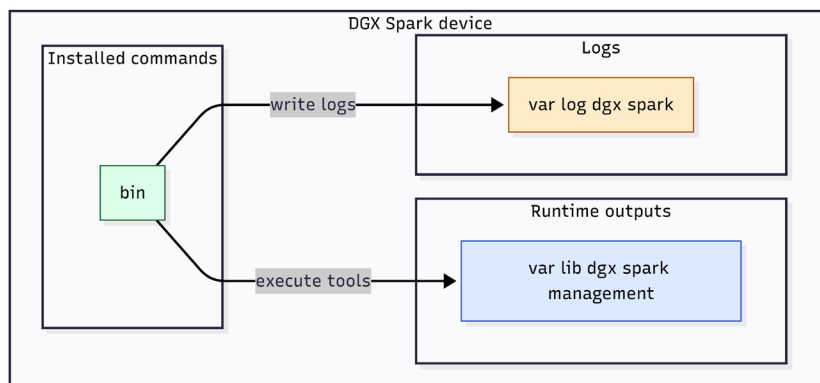 DGX Spark device
Installed commands
Logs
write logs
var log dgx spark
bin
Runtime outputs
execute tools
var lib dgx spark
management